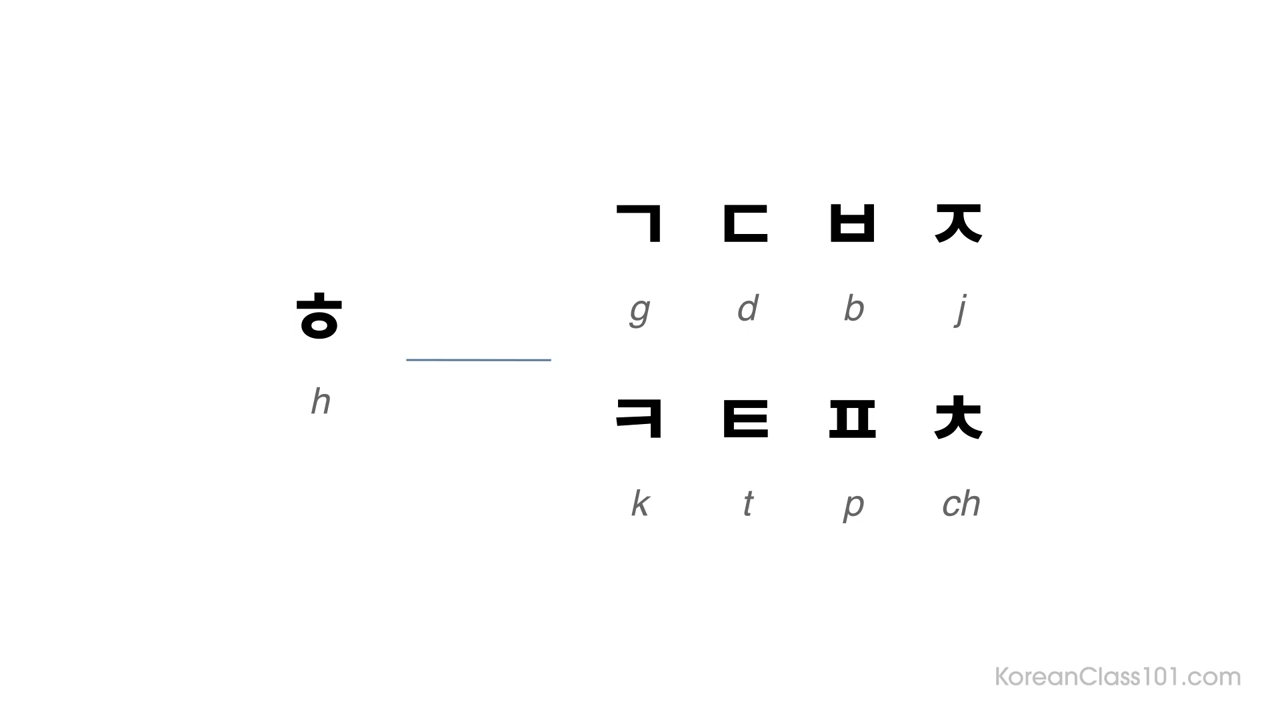 ㅎ
h
ㄱ ㄷ ㅂ ㅈ
g d b j
ㅋ ㅌ ㅍ ㅊ
k t p ch
KoreanClass101.com